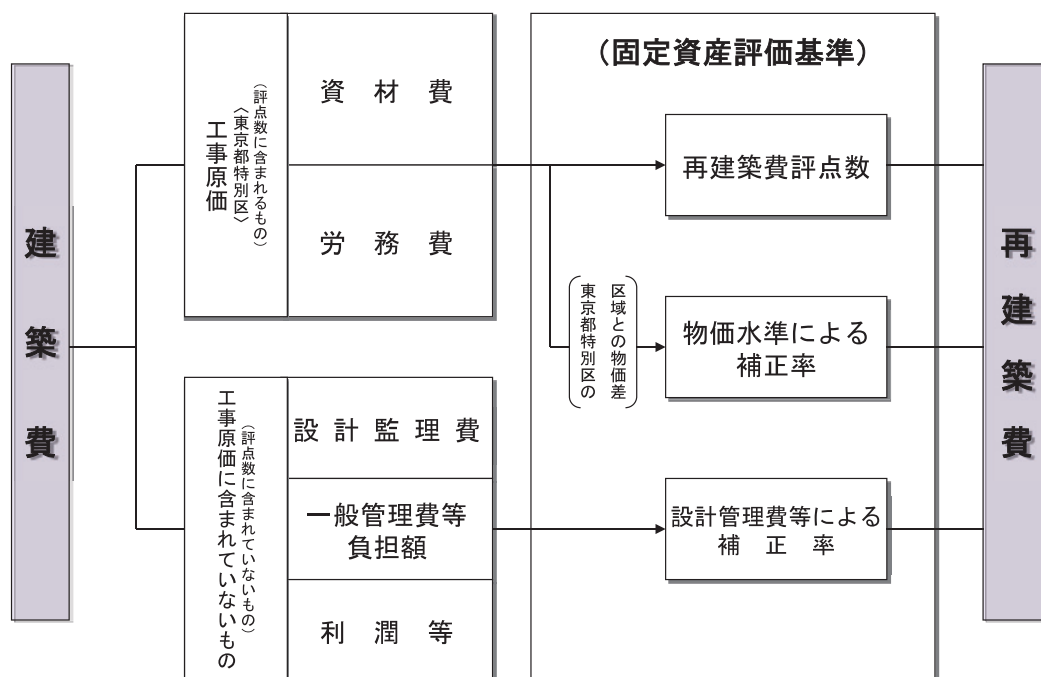 建築費
工事原価
〈東京都特別区〉
(評点数に含まれるもの)
資材費
労務費
工事原価に含まれていないもの
(評点数に含まれていないもの)
設計監理費
一般管理費等
負担額
利潤等
(固定資産評価基準)
再建築費評点数
東京都特別区の
区域との物価差
物価水準による
補正率
設計管理費等による
補正率
再建築費